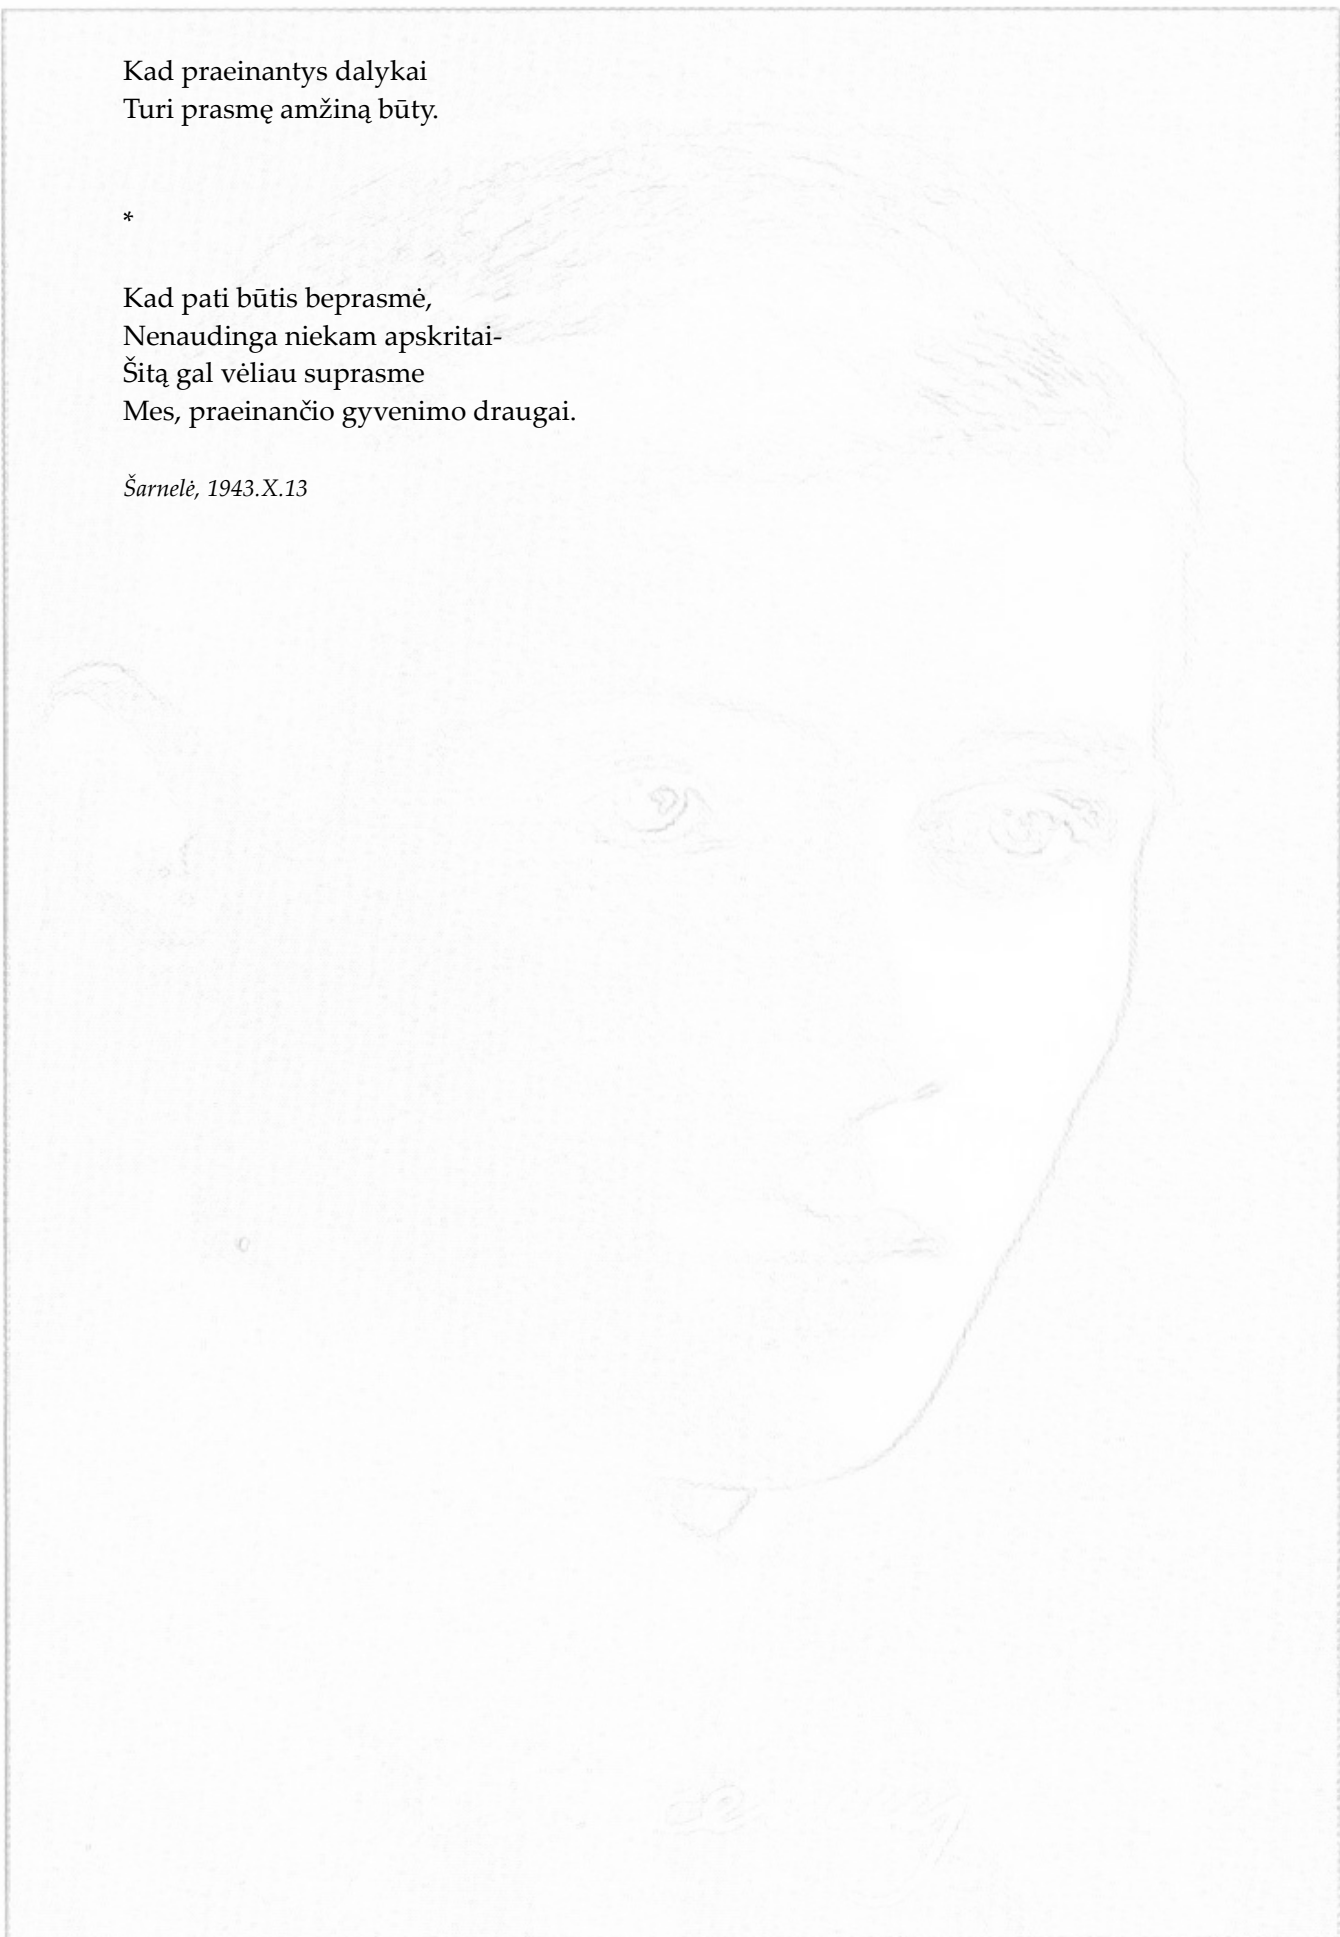 Kad praeinantys dalykai
Turi prasmę amžiną būty.
*
Kad pati būtis beprasmė,
Nenaudinga niekam apskritai-
Šitą gal vėliau suprasme
Mes, praeinančio gyvenimo draugai.
Šarnelė, 1943.X.13